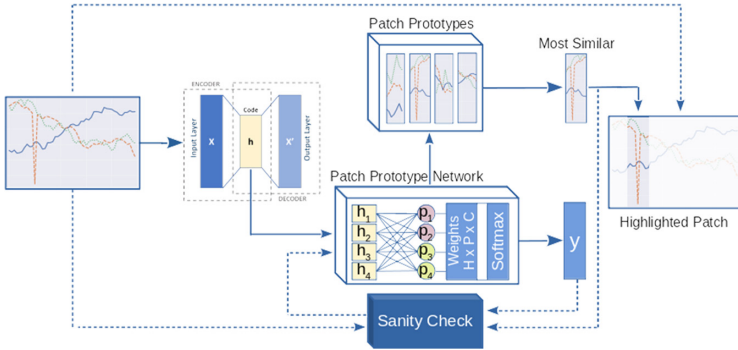 Patch Prototypes
Most Similar
ENCODER
Code
Input Layer
X
h
X'
Output Layer
DECODER
Highlighted Patch
Patch Prototype Network
h1
h2
h3
h4
p1
p2
p3
p4
Weights
H x P x C
Softmax
y
Sanity Check